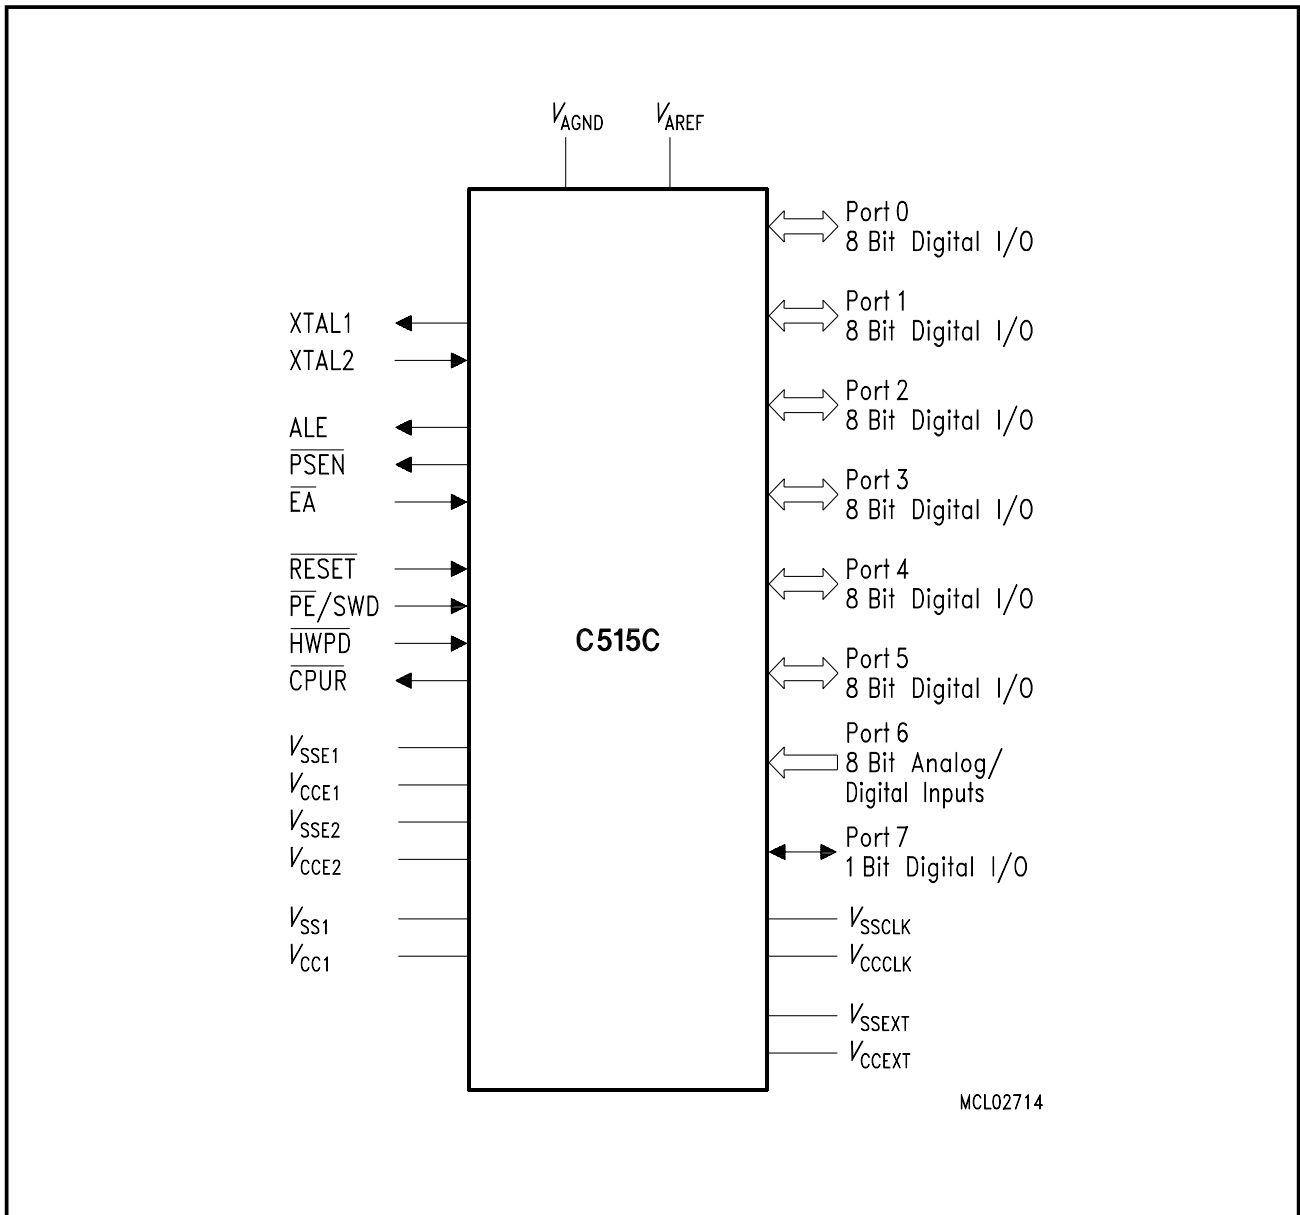 VAGND VAREF
XTAL1
XTAL2
ALE
PSEN
EA
RESET
PE/SWD
HWPD
CPUR
VSSE1
VCCE1
VSSE2
VCCE2
VSS1
VCC1
C515C
Port 0
8 Bit Digital I/O
Port 1
8 Bit Digital I/O
Port 2
8 Bit Digital I/O
Port 3
8 Bit Digital I/O
Port 4
8 Bit Digital I/O
Port 5
8 Bit Digital I/O
Port 6
8 Bit Analog/
Digital Inputs
Port 7
1 Bit Digital I/O
VSSCLK
VCCCLK
VSSEXT
VCCEXT
MCL02714